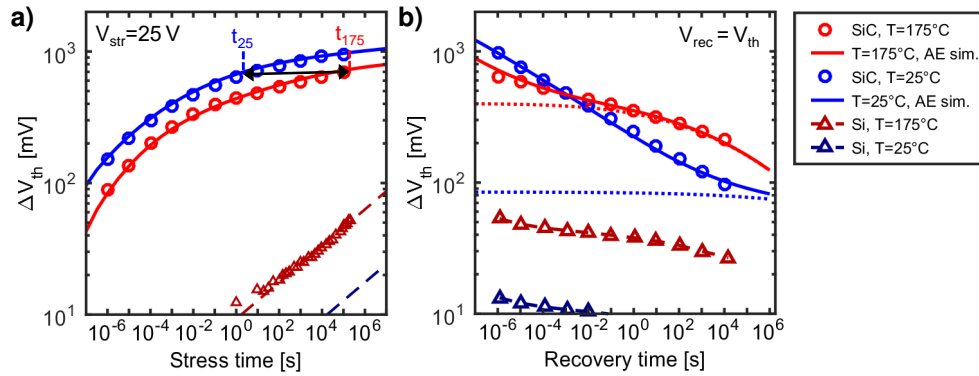 a)
V_str=25 V
t_25
t_175
10^3
10^2
10^1
ΔV_th [mV]
10^-6 10^-4 10^-2 10^0 10^2 10^4 10^6
Stress time [s]
b)
V_rec = V_th
10^3
10^2
10^1
ΔV_th [mV]
10^-6 10^-4 10^-2 10^0 10^2 10^4 10^6
Recovery time [s]
SiC, T=175°C
T=175°C, AE sim.
SiC, T=25°C
T=25°C, AE sim.
Si, T=175°C
Si, T=25°C